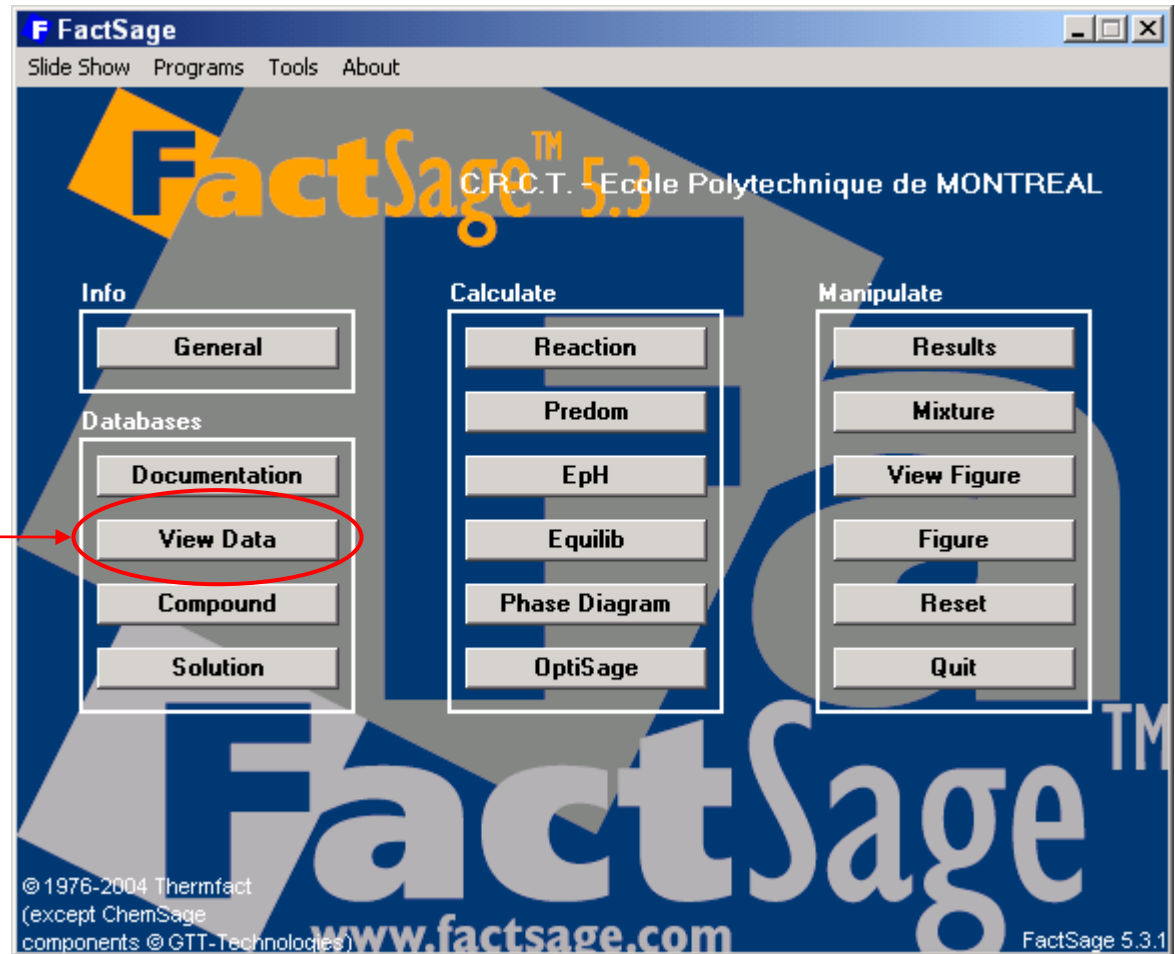 FactSage
Slide Show Programs Tools About
FactSage™ 5.3
C.R.C.T. - Ecole Polytechnique de MONTREAL
Info
General
Databases
Documentation
View Data
Compound
Solution
Calculate
Reaction
Predom
EpH
Equilib
Phase Diagram
OptiSage
Manipulate
Results
Mixture
View Figure
Figure
Reset
Quit
Fa
FactSage™
© 1976-2004 Thermfact
(except ChemSage
components © GTT-Technologies)
www.factsage.com
FactSage 5.3.1